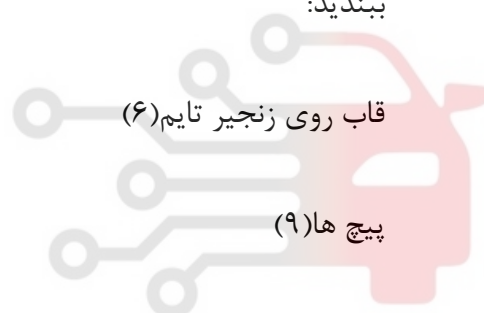 ببندید:
قاب روی زنجیر تایم(۶)
پیچ ها(۹)